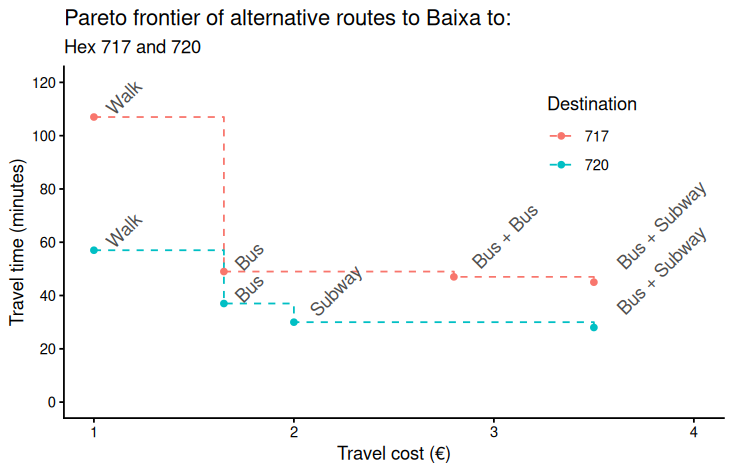 Pareto frontier of alternative routes to Baixa to:
Hex 717 and 720
Travel time (minutes)
120
100
80
60
40
20
0
Walk
Walk
Bus
Bus
Subway
Bus + Bus
Bus + Subway
Bus + Subway
Destination
717
720
1
2
3
4
Travel cost (€)